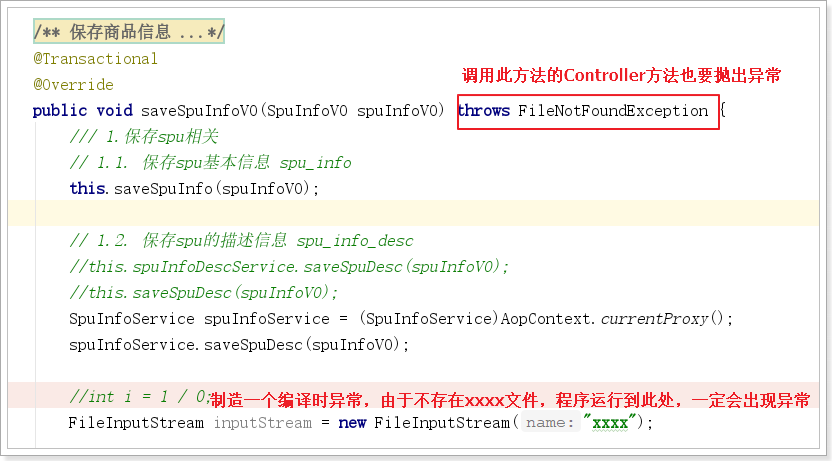 /** 保存商品信息 ...*/
@Transactional
@Override
调用此方法的Controller方法也要抛出异常
public void saveSpuInfoVO(SpuInfoVO spuInfoVO) throws FileNotFoundException {
/// 1.保存spu相关
// 1.1. 保存spu基本信息 spu_info
this.saveSpuInfo(spuInfoVO);
// 1.2. 保存spu的描述信息 spu_info_desc
//this.spuInfoDescService.saveSpuDesc(spuInfoVO);
//this.saveSpuDesc(spuInfoVO);
SpuInfoService spuInfoService = (SpuInfoService)AopContext.currentProxy();
spuInfoService.saveSpuDesc(spuInfoVO);
//int i = 1 / 0; 制造一个编译时异常，由于不存在xxxx文件，程序运行到此处，一定会出现异常
FileInputStream inputStream = new FileInputStream( name: "xxxx");